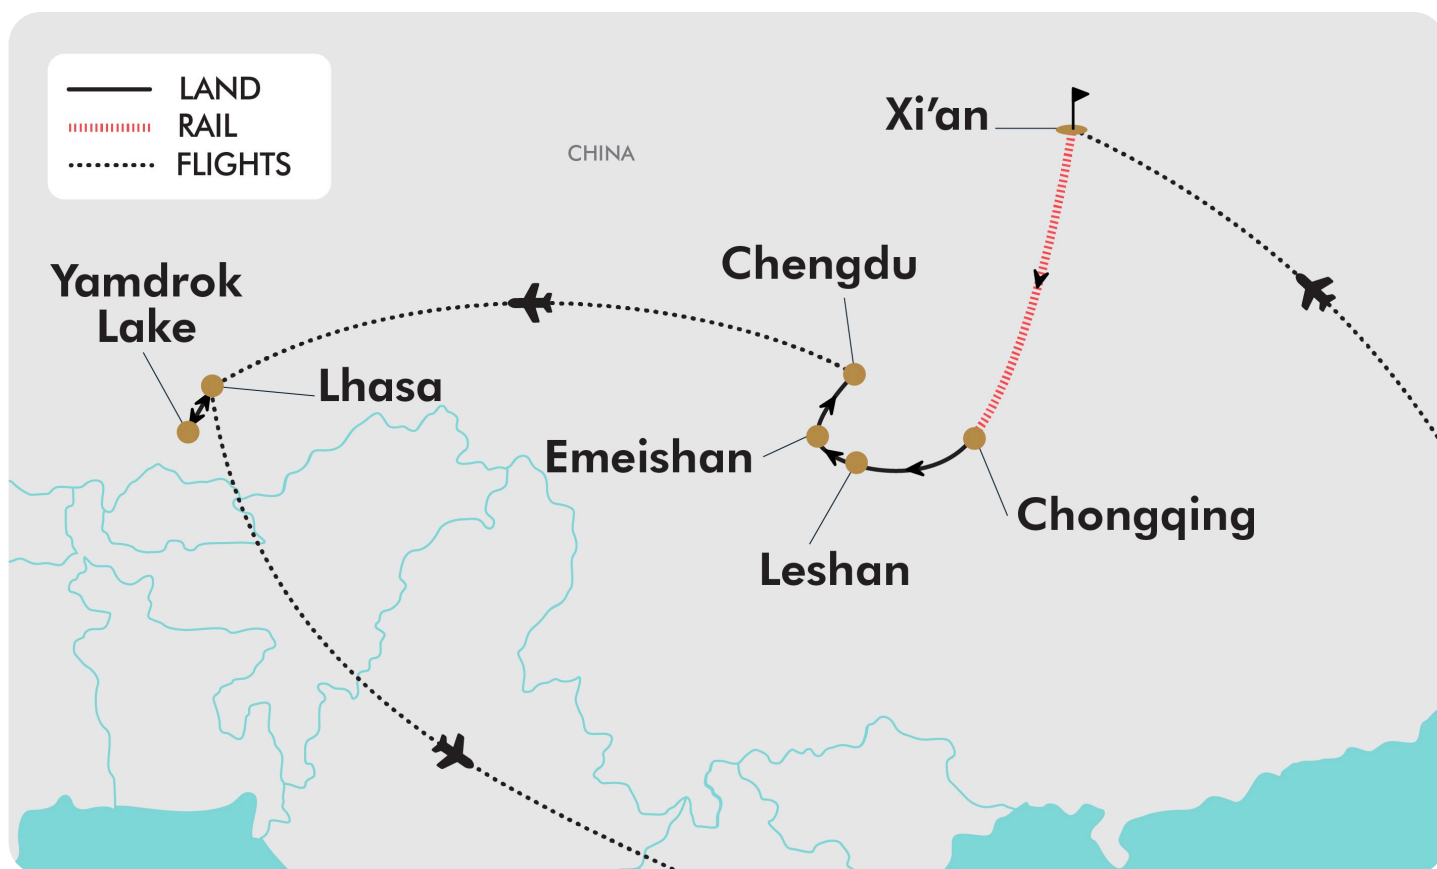 LAND
RAIL
FLIGHTS
CHINA
Xi’an
Chengdu
Yamdrok
Lake
Lhasa
Emeishan
Chongqing
Leshan